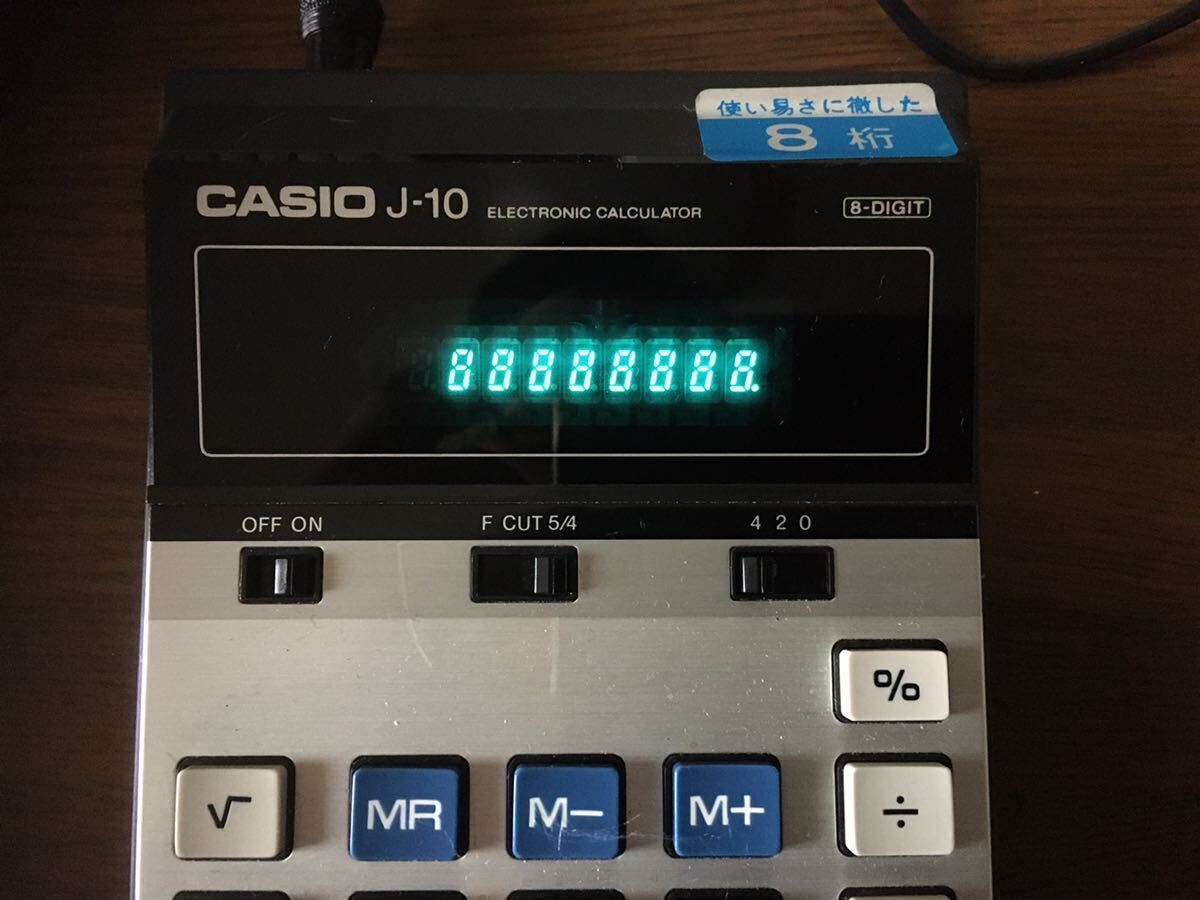 使い易さに徹した
8 桁
CASIO J-10 ELECTRONIC CALCULATOR 8-DIGIT
88888888.
OFF ON F CUT 5/4 4 2 0
%
√ MR M− M+ ÷